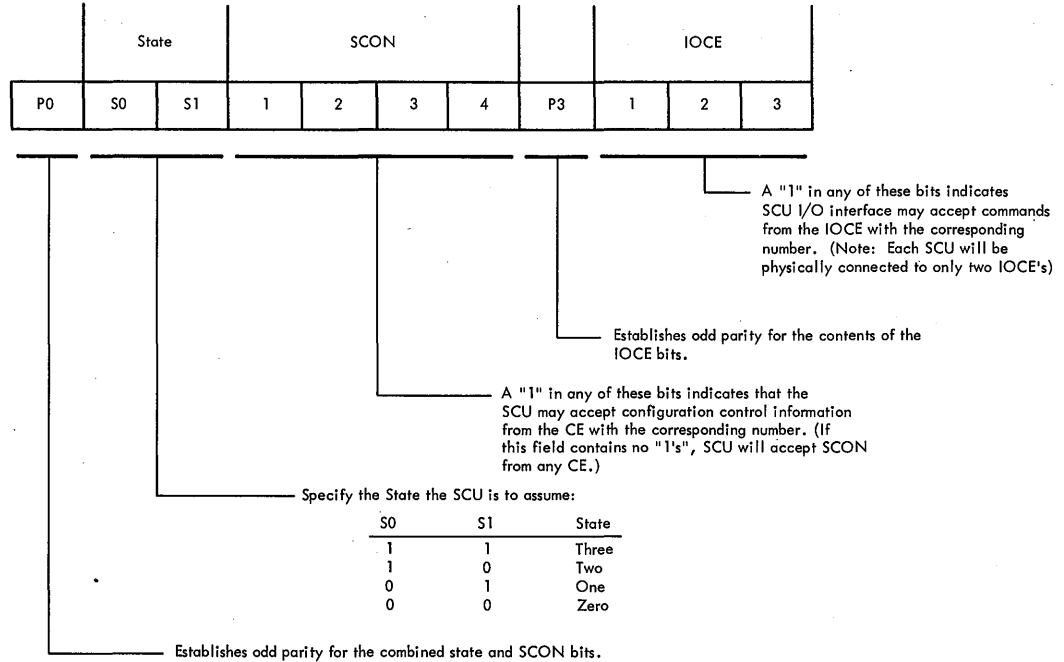 State SCON IOCE
P0 S0 S1 1 2 3 4 P3 1 2 3
A "1" in any of these bits indicates
SCU I/O interface may accept commands
from the IOCE with the corresponding
number. (Note: Each SCU will be
physically connected to only two IOCE's)
Establishes odd parity for the contents of the
IOCE bits.
A "1" in any of these bits indicates that the
SCU may accept configuration control information
from the CE with the corresponding number. (If
this field contains no "1's", SCU will accept SCON
from any CE.)
Specify the State the SCU is to assume:
S0 S1 State
1 1 Three
1 0 Two
0 1 One
0 0 Zero
Establishes odd parity for the combined state and SCON bits.